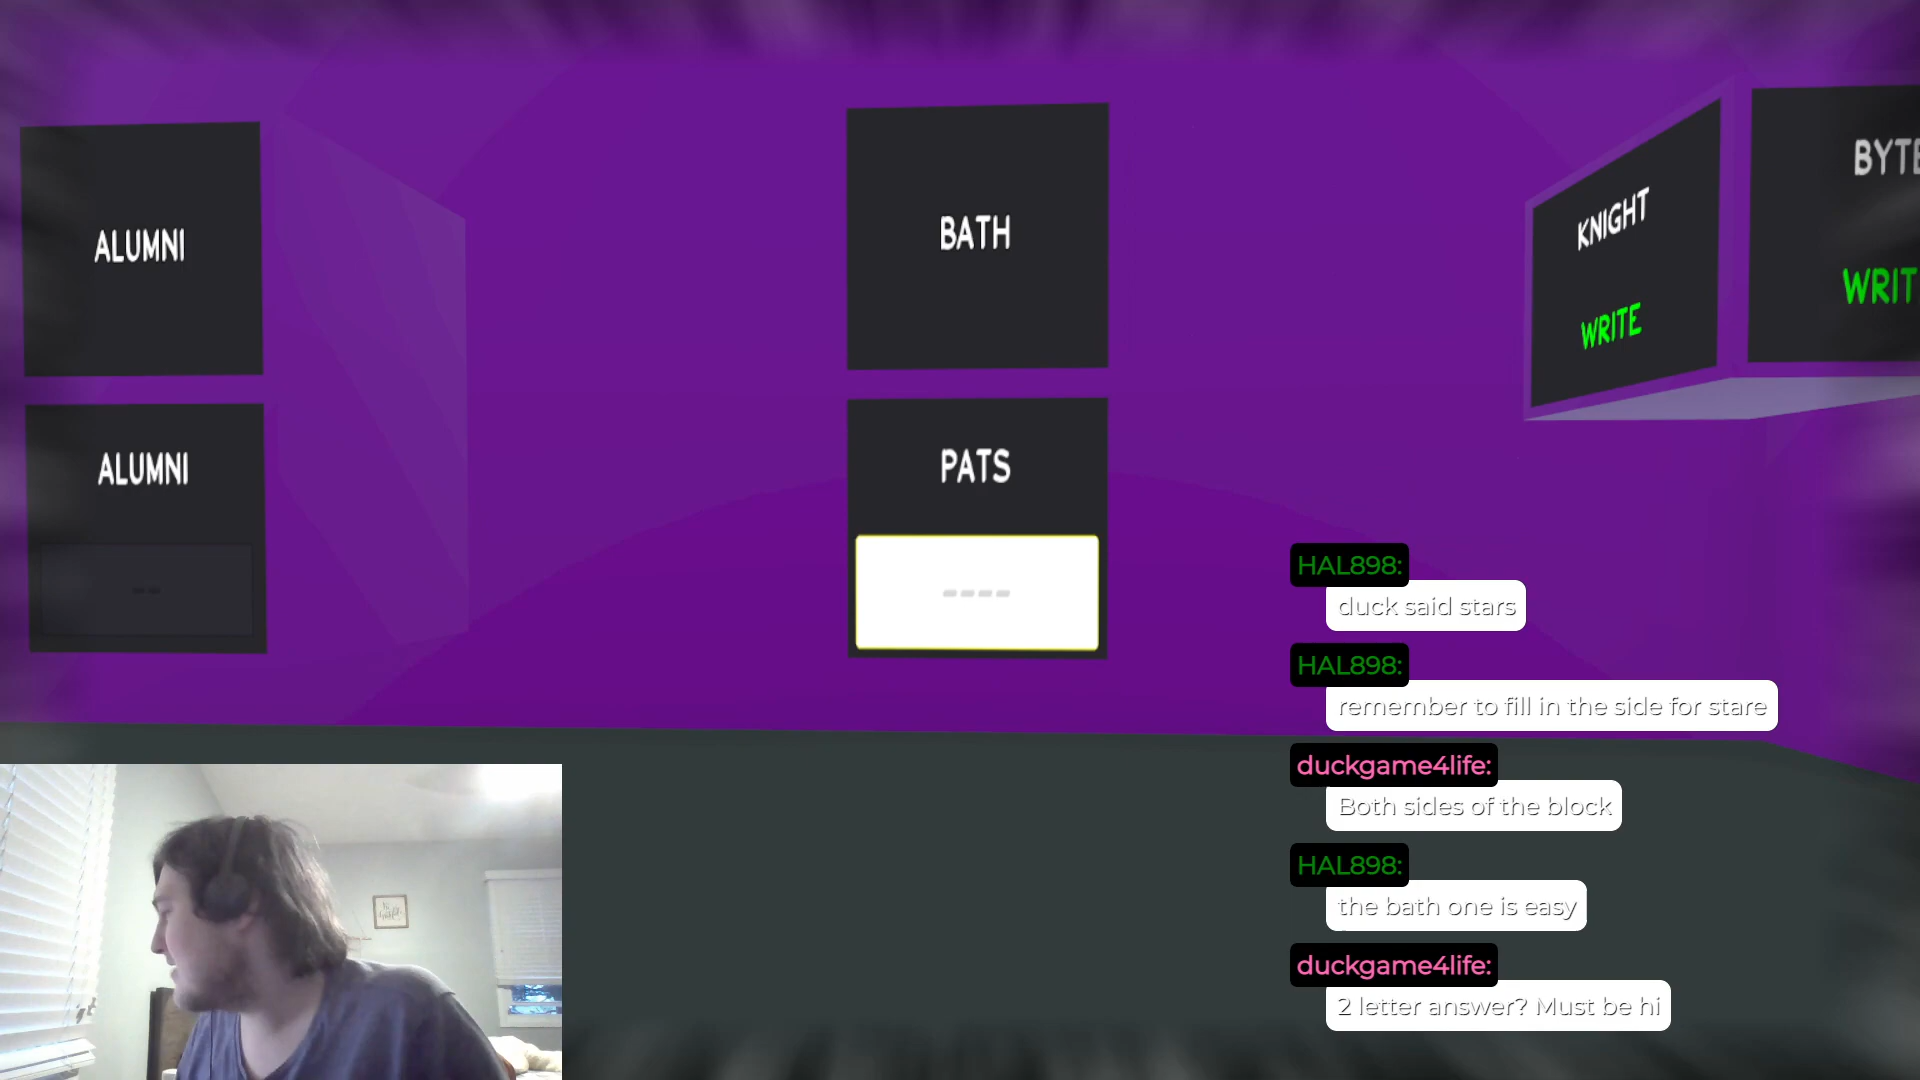 ALUMNI
BATH
KNIGHT
WRITE
BYTE
WRIT
ALUMNI
--
PATS
----
HAL898:
duck said stars
HAL898:
remember to fill in the side for stare
duckgame4life:
Both sides of the block
HAL898:
the bath one is easy
duckgame4life:
2 letter answer? Must be hi